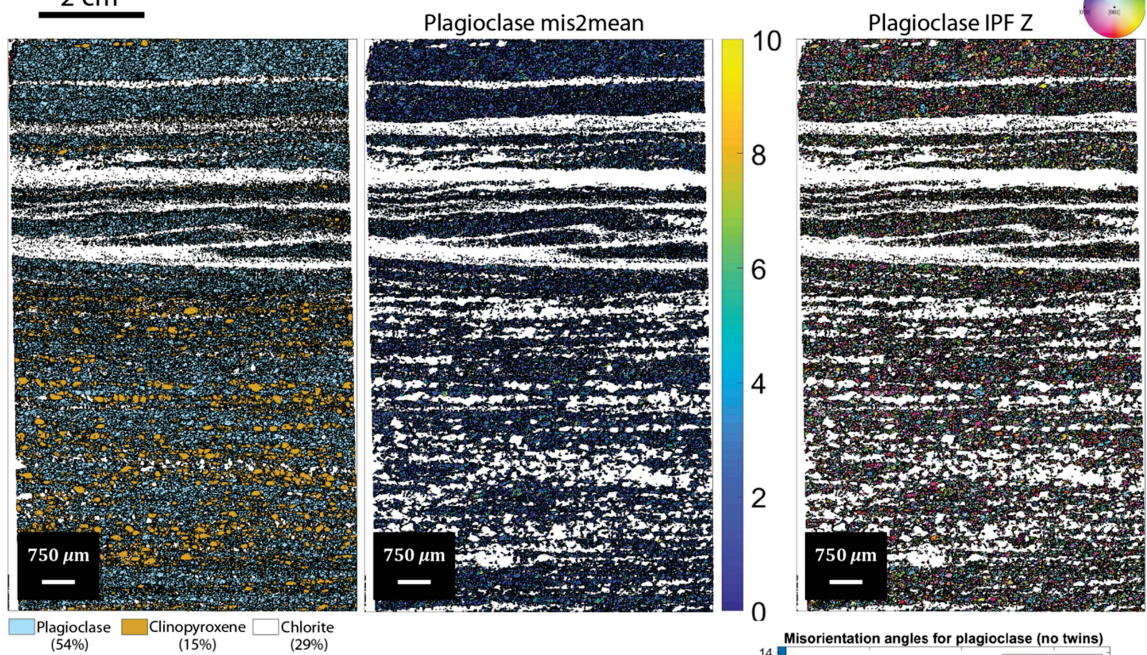 2 cm
Plagioclase mis2mean
Plagioclase IPF Z
[001]
10
8
6
4
2
0
750 µm
750 µm
750 µm
Plagioclase
(54%)
Clinopyroxene
(15%)
Chlorite
(29%)
Misorientation angles for plagioclase (no twins)
14